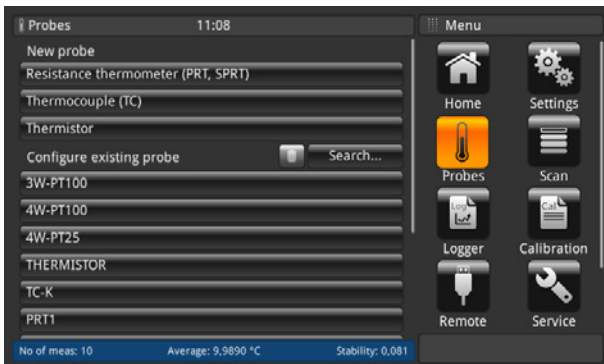 Probes 11:08
New probe
Resistance thermometer (PRT, SPRT)
Thermocouple (TC)
Thermistor
Configure existing probe Search...
3W-PT100
4W-PT100
4W-PT25
THERMISTOR
TC-K
PRT1
No of meas: 10 Average: 9,9890 °C Stability: 0,081
Menu
Home Settings
Probes Scan
Log Cal
Logger Calibration
Remote Service